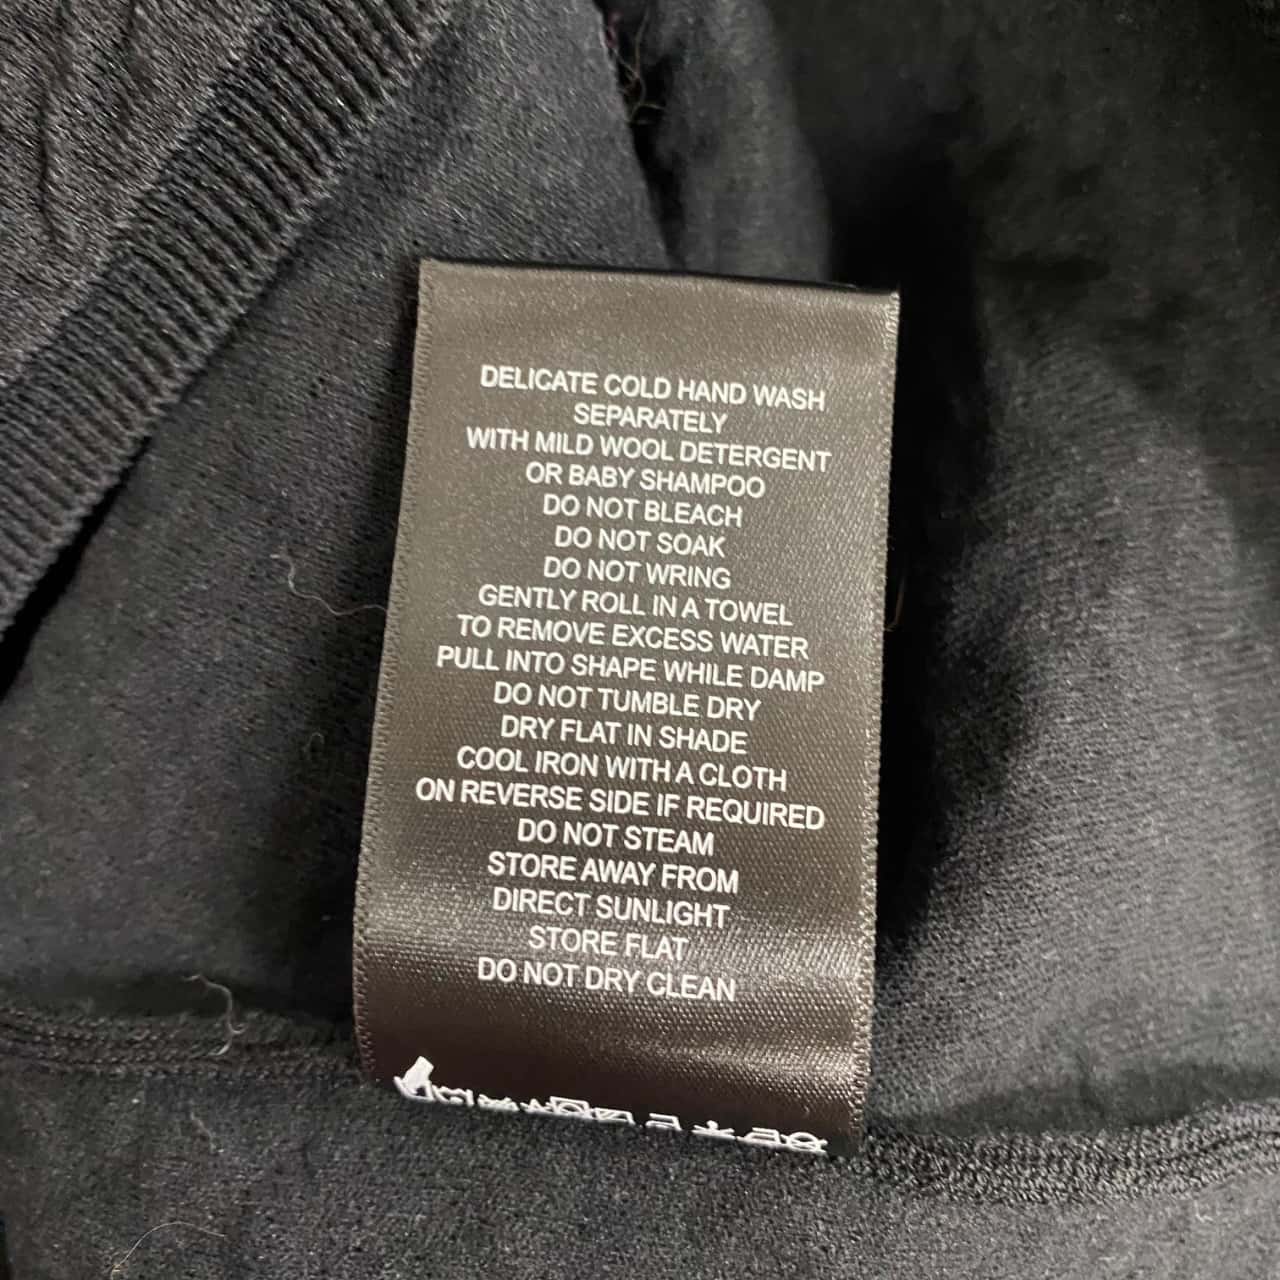 DELICATE COLD HAND WASH
SEPARATELY
WITH MILD WOOL DETERGENT
OR BABY SHAMPOO
DO NOT BLEACH
DO NOT SOAK
DO NOT WRING
GENTLY ROLL IN A TOWEL
TO REMOVE EXCESS WATER
PULL INTO SHAPE WHILE DAMP
DO NOT TUMBLE DRY
DRY FLAT IN SHADE
COOL IRON WITH A CLOTH
ON REVERSE SIDE IF REQUIRED
DO NOT STEAM
STORE AWAY FROM
DIRECT SUNLIGHT
STORE FLAT
DO NOT DRY CLEAN